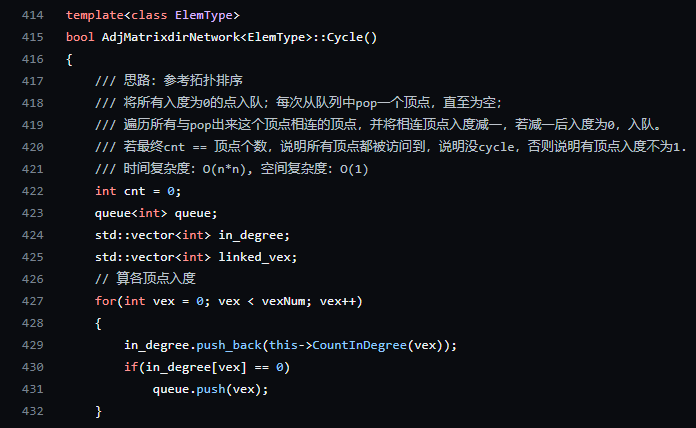 414 template<class ElemType>
415 bool AdjMatrixdirNetwork<ElemType>::Cycle()
416 {
417     /// 思路: 参考拓扑排序
418     /// 将所有入度为0的点入队; 每次从队列中pop一个顶点, 直至为空;
419     /// 遍历所有与pop出来这个顶点相连的顶点, 并将相连顶点入度减一, 若减一后入度为0, 入队。
420     /// 若最终cnt == 顶点个数, 说明所有顶点都被访问到, 说明没cycle, 否则说明有顶点入度不为1.
421     /// 时间复杂度: O(n*n), 空间复杂度: O(1)
422     int cnt = 0;
423     queue<int> queue;
424     std::vector<int> in_degree;
425     std::vector<int> linked_vex;
426     // 算各顶点入度
427     for(int vex = 0; vex < vexNum; vex++)
428     {
429         in_degree.push_back(this->CountInDegree(vex));
430         if(in_degree[vex] == 0)
431             queue.push(vex);
432     }